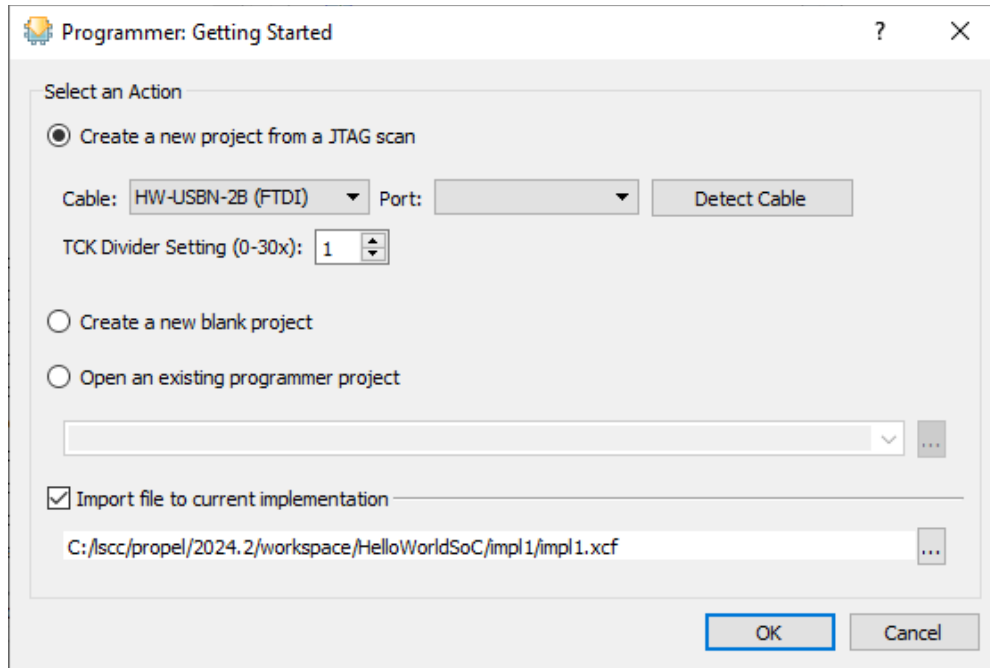 Programmer: Getting Started ?
Select an Action
Create a new project from a JTAG scan
Cable: HW-USBN-2B (FTDI) Port: Detect Cable
TCK Divider Setting (0-30x): 1
Create a new blank project
Open an existing programmer project
...
Import file to current implementation
C:/lscc/propel/2024.2/workspace/HelloWorldSoC/impl1/impl1.xcf ...
OK Cancel